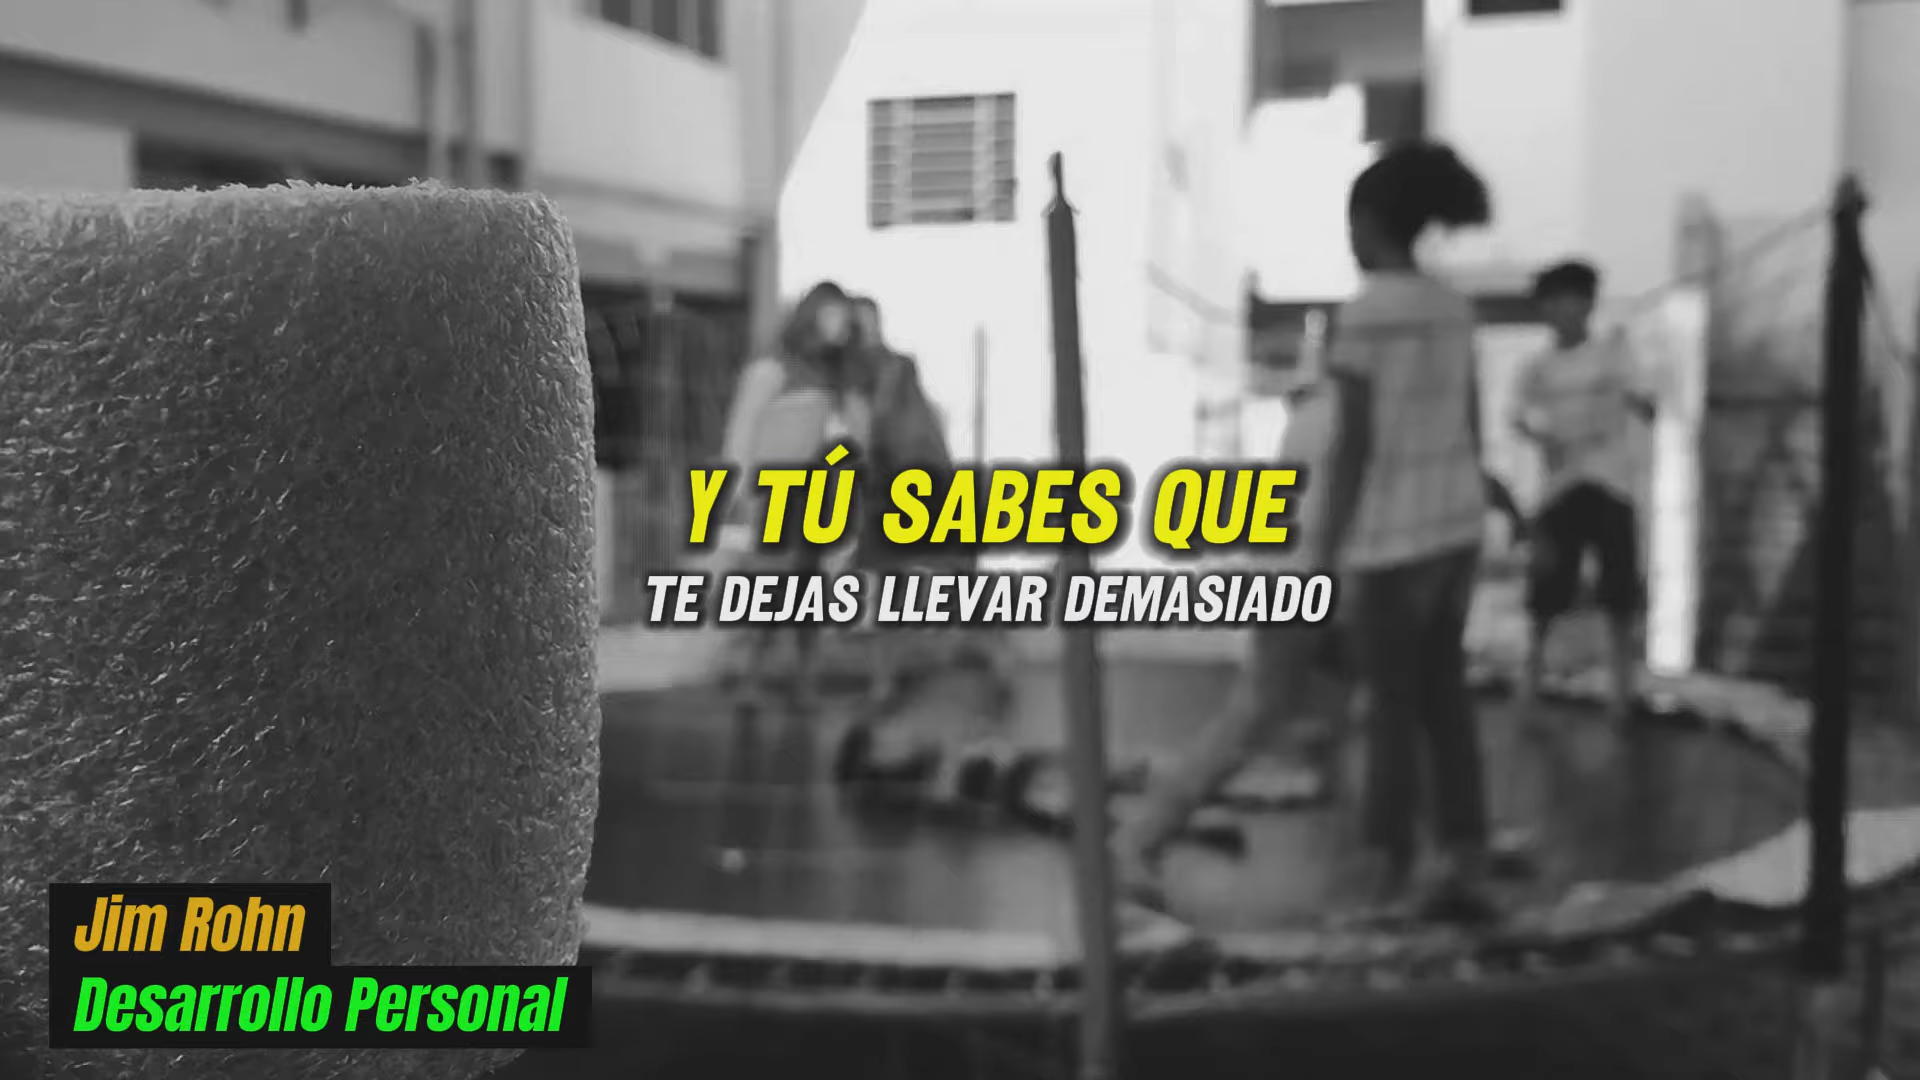 Y TÚ SABES QUE
TE DEJAS LLEVAR DEMASIADO
Jim Rohn
Desarrollo Personal